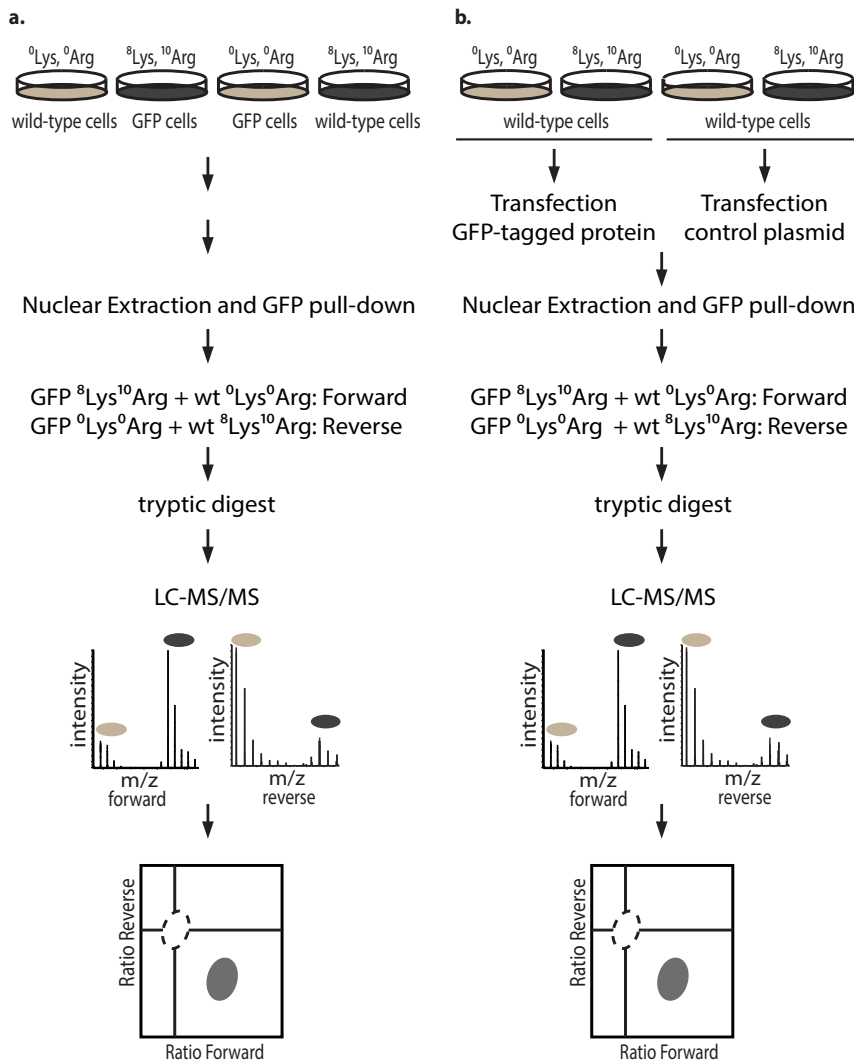 a.
⁰Lys, ⁰Arg ⁸Lys, ¹⁰Arg ⁰Lys, ⁰Arg ⁸Lys, ¹⁰Arg
wild-type cells GFP cells GFP cells wild-type cells
Nuclear Extraction and GFP pull-down
GFP ⁸Lys¹⁰Arg + wt ⁰Lys⁰Arg: Forward
GFP ⁰Lys⁰Arg + wt ⁸Lys¹⁰Arg: Reverse
tryptic digest
LC-MS/MS
intensity
m/z
forward
intensity
m/z
reverse
Ratio Reverse
Ratio Forward
b.
⁰Lys, ⁰Arg ⁸Lys, ¹⁰Arg ⁰Lys, ⁰Arg ⁸Lys, ¹⁰Arg
wild-type cells wild-type cells
Transfection
GFP-tagged protein
Transfection
control plasmid
Nuclear Extraction and GFP pull-down
GFP ⁸Lys¹⁰Arg + wt ⁰Lys⁰Arg: Forward
GFP ⁰Lys⁰Arg + wt ⁸Lys¹⁰Arg: Reverse
tryptic digest
LC-MS/MS
intensity
m/z
forward
intensity
m/z
reverse
Ratio Reverse
Ratio Forward